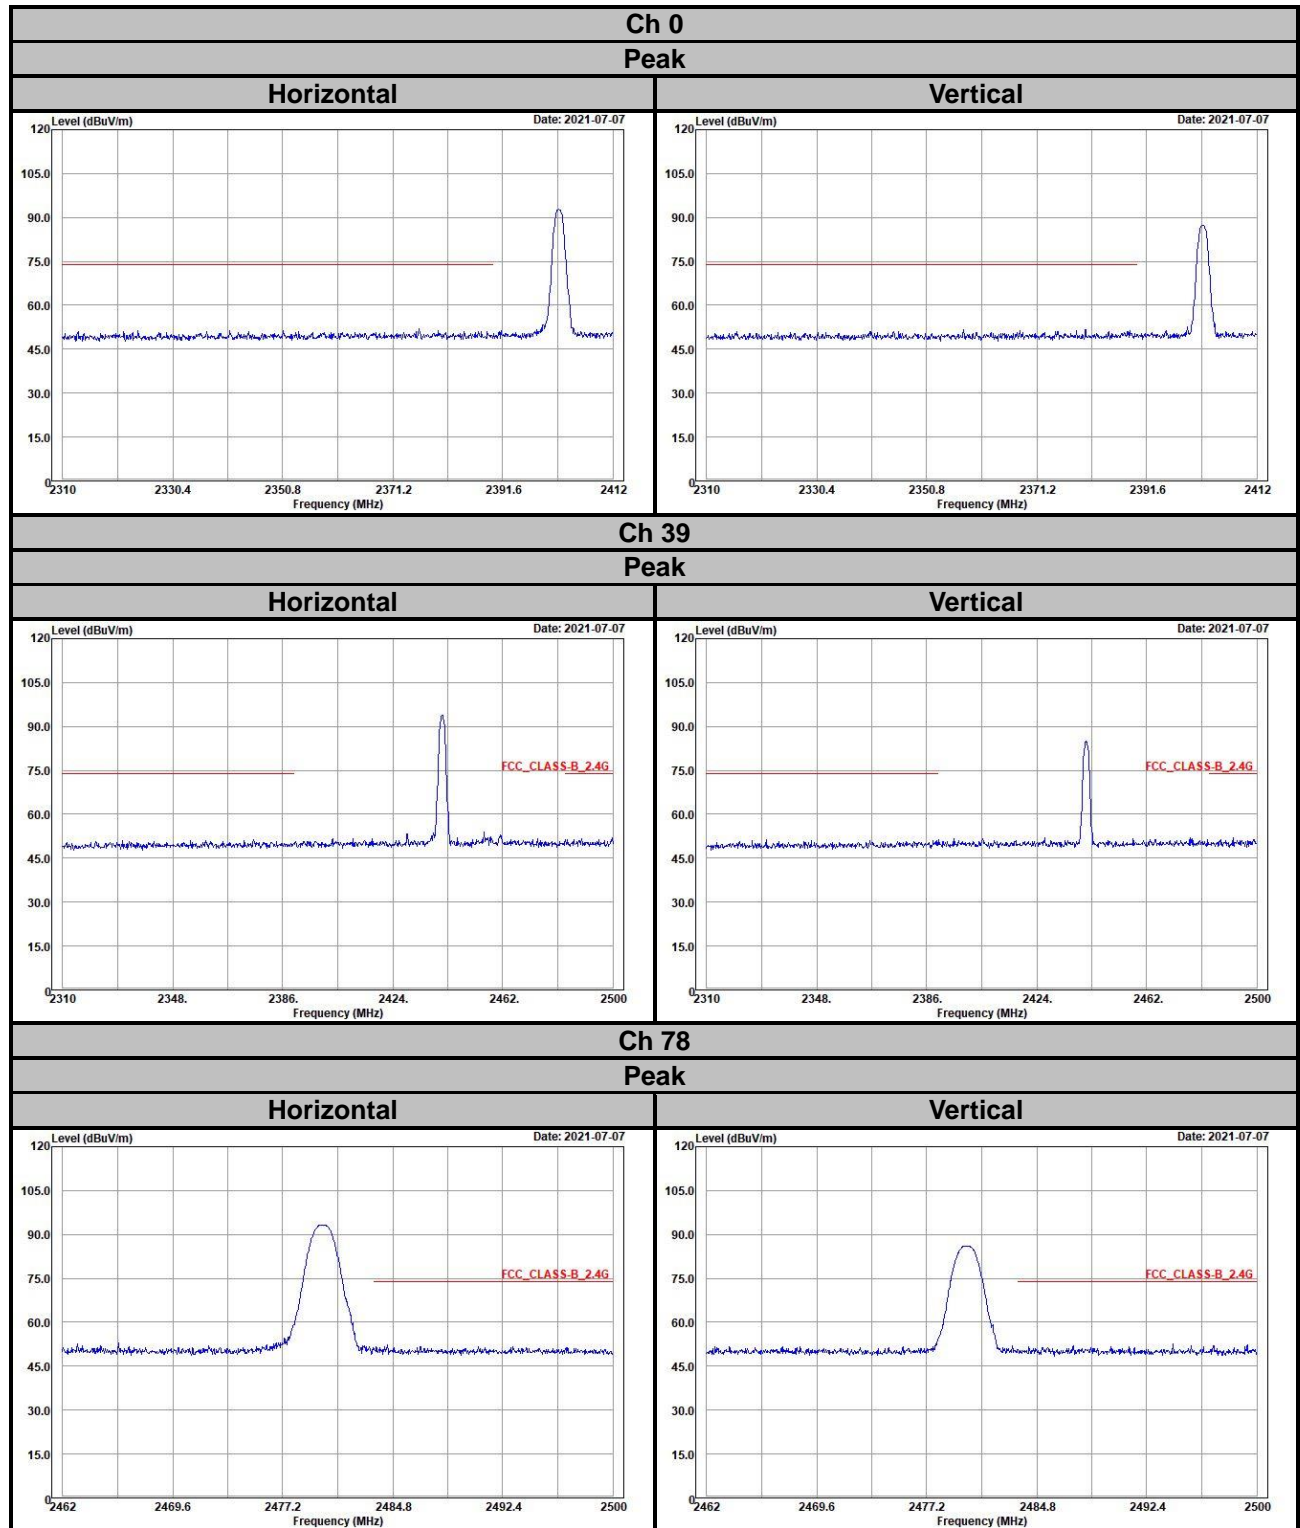 Ch 0
Peak
Horizontal Vertical
Level (dBuV/m) Date: 2021-07-07 Level (dBuV/m) Date: 2021-07-07
120 120
105.0 105.0
90.0 90.0
75.0 75.0
60.0 60.0
45.0 45.0
30.0 30.0
15.0 15.0
0 0
2310 2330.4 2350.8 2371.2 2391.6 2412 2310 2330.4 2350.8 2371.2 2391.6 2412
Frequency (MHz) Frequency (MHz)
Ch 39
Peak
Horizontal Vertical
Level (dBuV/m) Date: 2021-07-07 Level (dBuV/m) Date: 2021-07-07
120 120
105.0 105.0
90.0 90.0
75.0 FCC_CLASS-B_2.4G 75.0 FCC_CLASS-B_2.4G
60.0 60.0
45.0 45.0
30.0 30.0
15.0 15.0
0 0
2310 2348. 2386. 2424. 2462. 2500 2310 2348. 2386. 2424. 2462. 2500
Frequency (MHz) Frequency (MHz)
Ch 78
Peak
Horizontal Vertical
Level (dBuV/m) Date: 2021-07-07 Level (dBuV/m) Date: 2021-07-07
120 120
105.0 105.0
90.0 90.0
75.0 FCC_CLASS-B_2.4G 75.0 FCC_CLASS-B_2.4G
60.0 60.0
45.0 45.0
30.0 30.0
15.0 15.0
0 0
2462 2469.6 2477.2 2484.8 2492.4 2500 2462 2469.6 2477.2 2484.8 2492.4 2500
Frequency (MHz) Frequency (MHz)